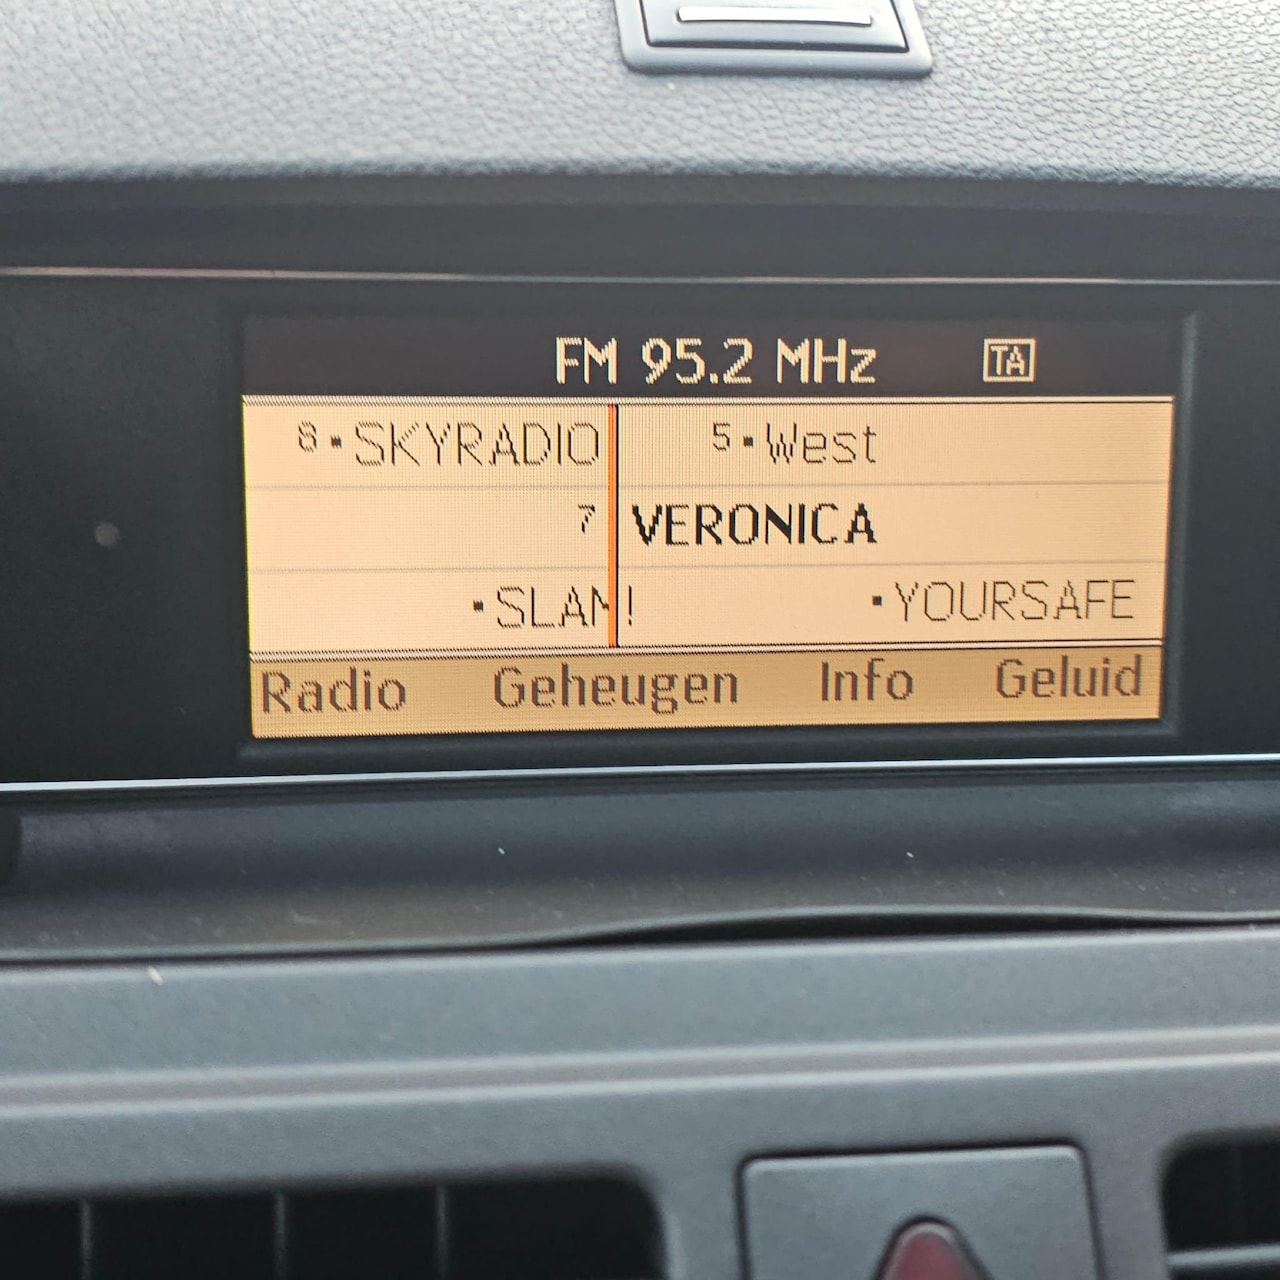 FM 95.2 MHz TA
8 ▪ SKYRADIO 5 ▪ West
7 VERONICA
▪ SLAM! ▪ YOURSAFE
Radio Geheugen Info Geluid